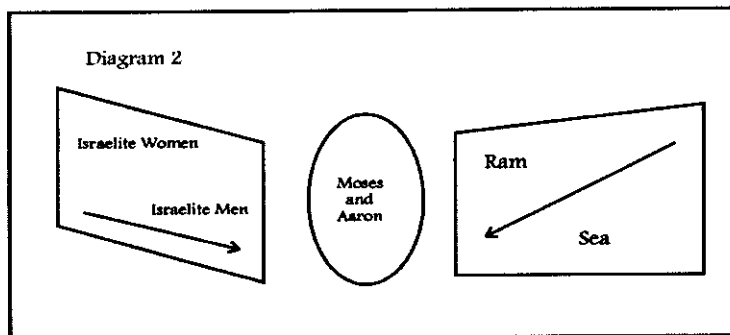 Diagram 2
Israelite Women
Israelite Men
Moses
and
Aaron
Ram
Sea